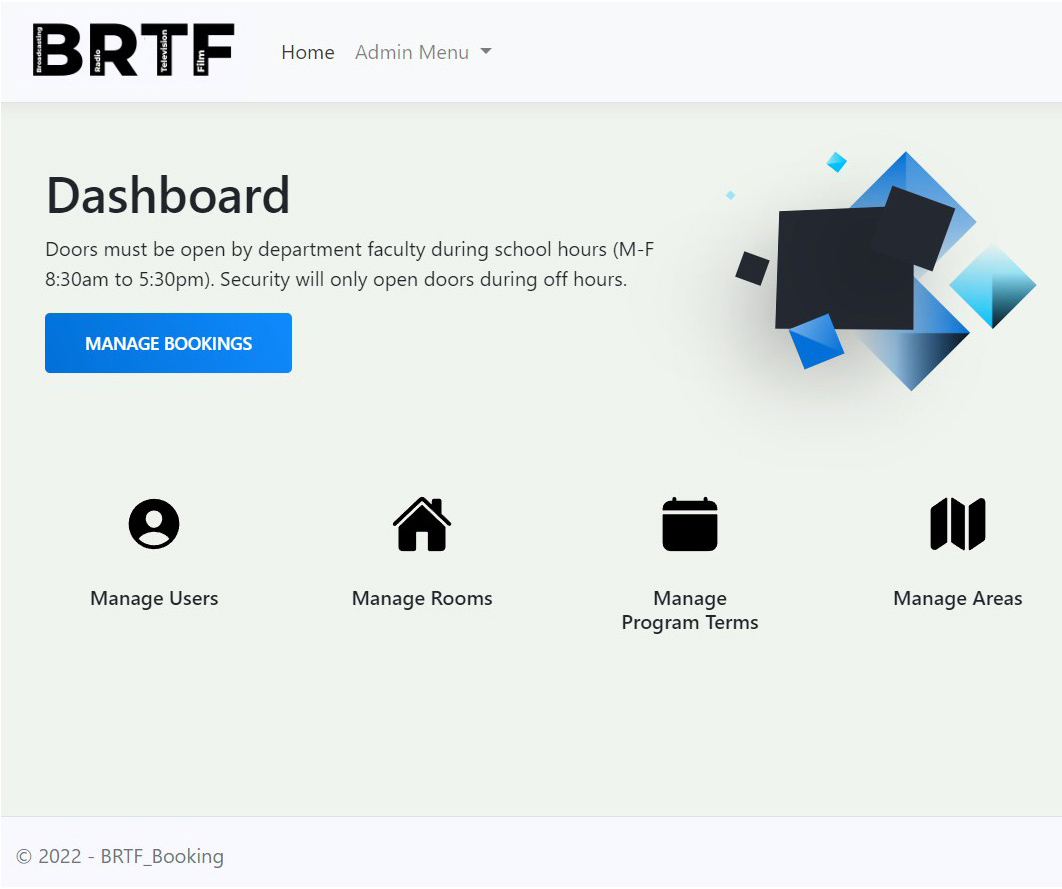 BRTF
Broadcasting
Radio
Television
Film
Home
Admin Menu
Dashboard
Doors must be open by department faculty during school hours (M-F
8:30am to 5:30pm). Security will only open doors during off hours.
MANAGE BOOKINGS
Manage Users
Manage Rooms
Manage
Program Terms
Manage Areas
© 2022 - BRTF_Booking